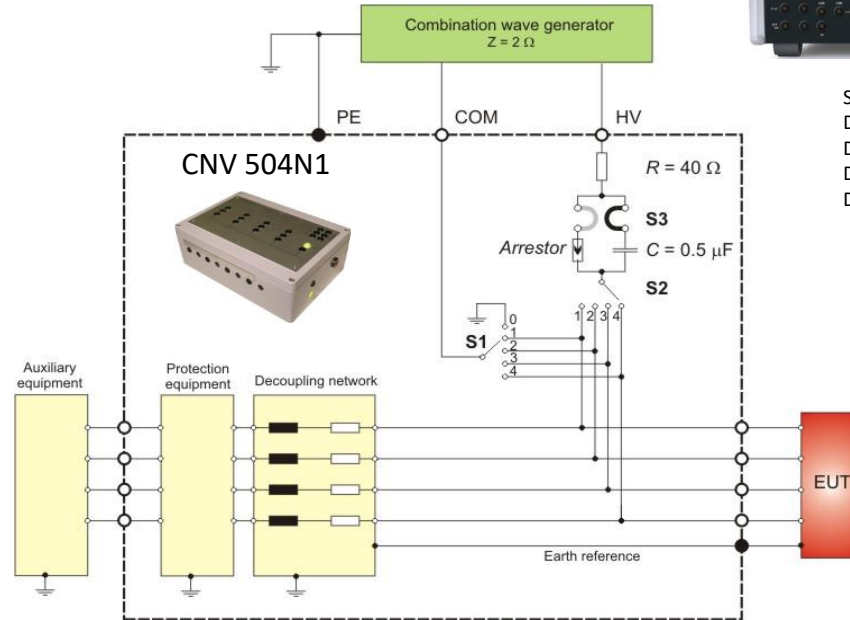 Combination wave generator
Z = 2 Ω
PE
COM
HV
CNV 504N1
R = 40 Ω
S3
Arrestor
C = 0.5 µF
S2
1 2 3 4
S1
0
1
2
3
4
Auxiliary
equipment
Protection
equipment
Decoupling network
EUT
Earth reference
S
D
D
D
D